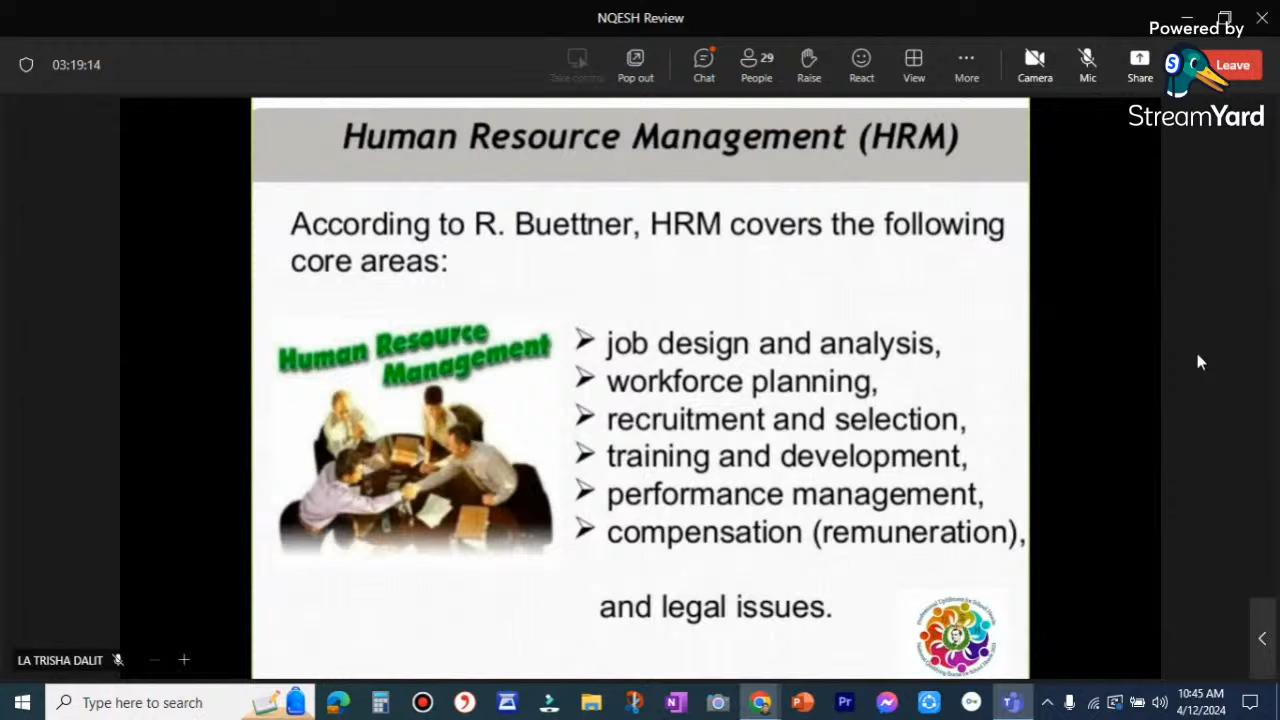 NQESH Review
Powered by
StreamYard
03:19:14
Take control
Pop out
Chat
29
People
Raise
React
View
More
Camera
Mic
Share
Leave
Human Resource Management (HRM)
According to R. Buettner, HRM covers the following
core areas:
Human Resource
Management
job design and analysis,
workforce planning,
recruitment and selection,
training and development,
performance management,
compensation (remuneration),
and legal issues.
LA TRISHA DALIT
Type here to search
10:45 AM
4/12/2024